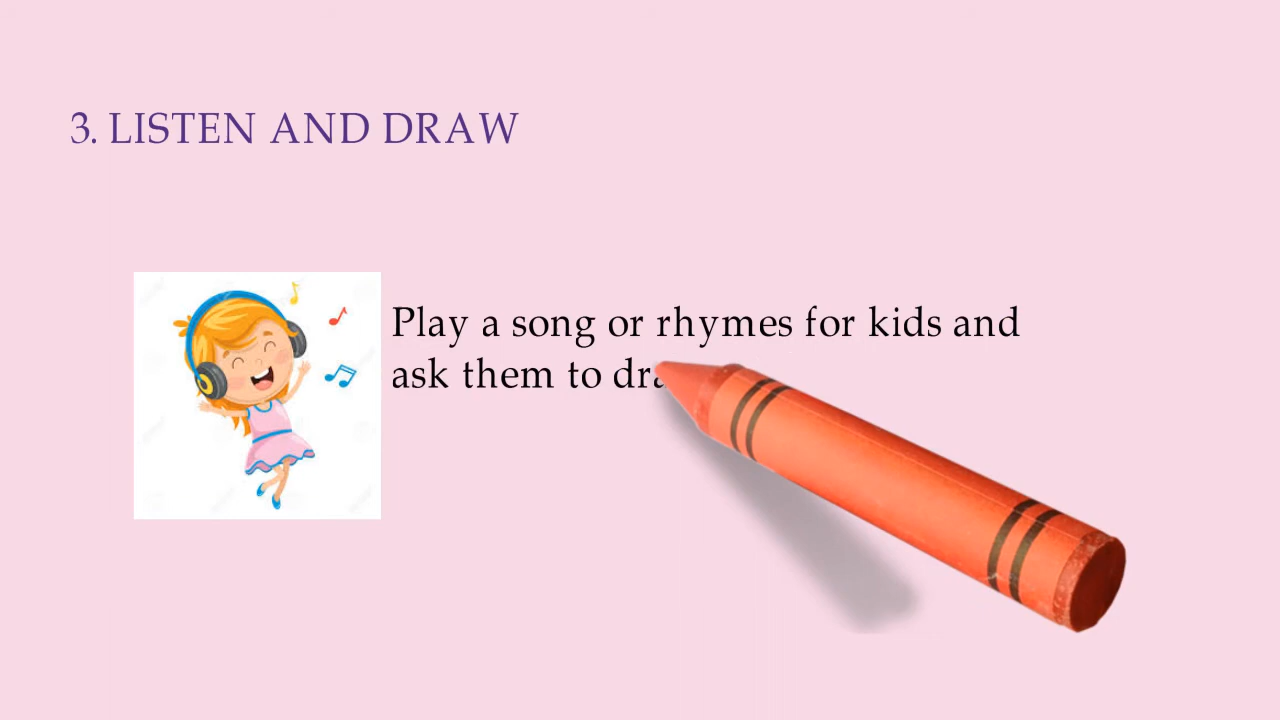 3. LISTEN AND DRAW
Play a song or rhymes for kids and
ask them to